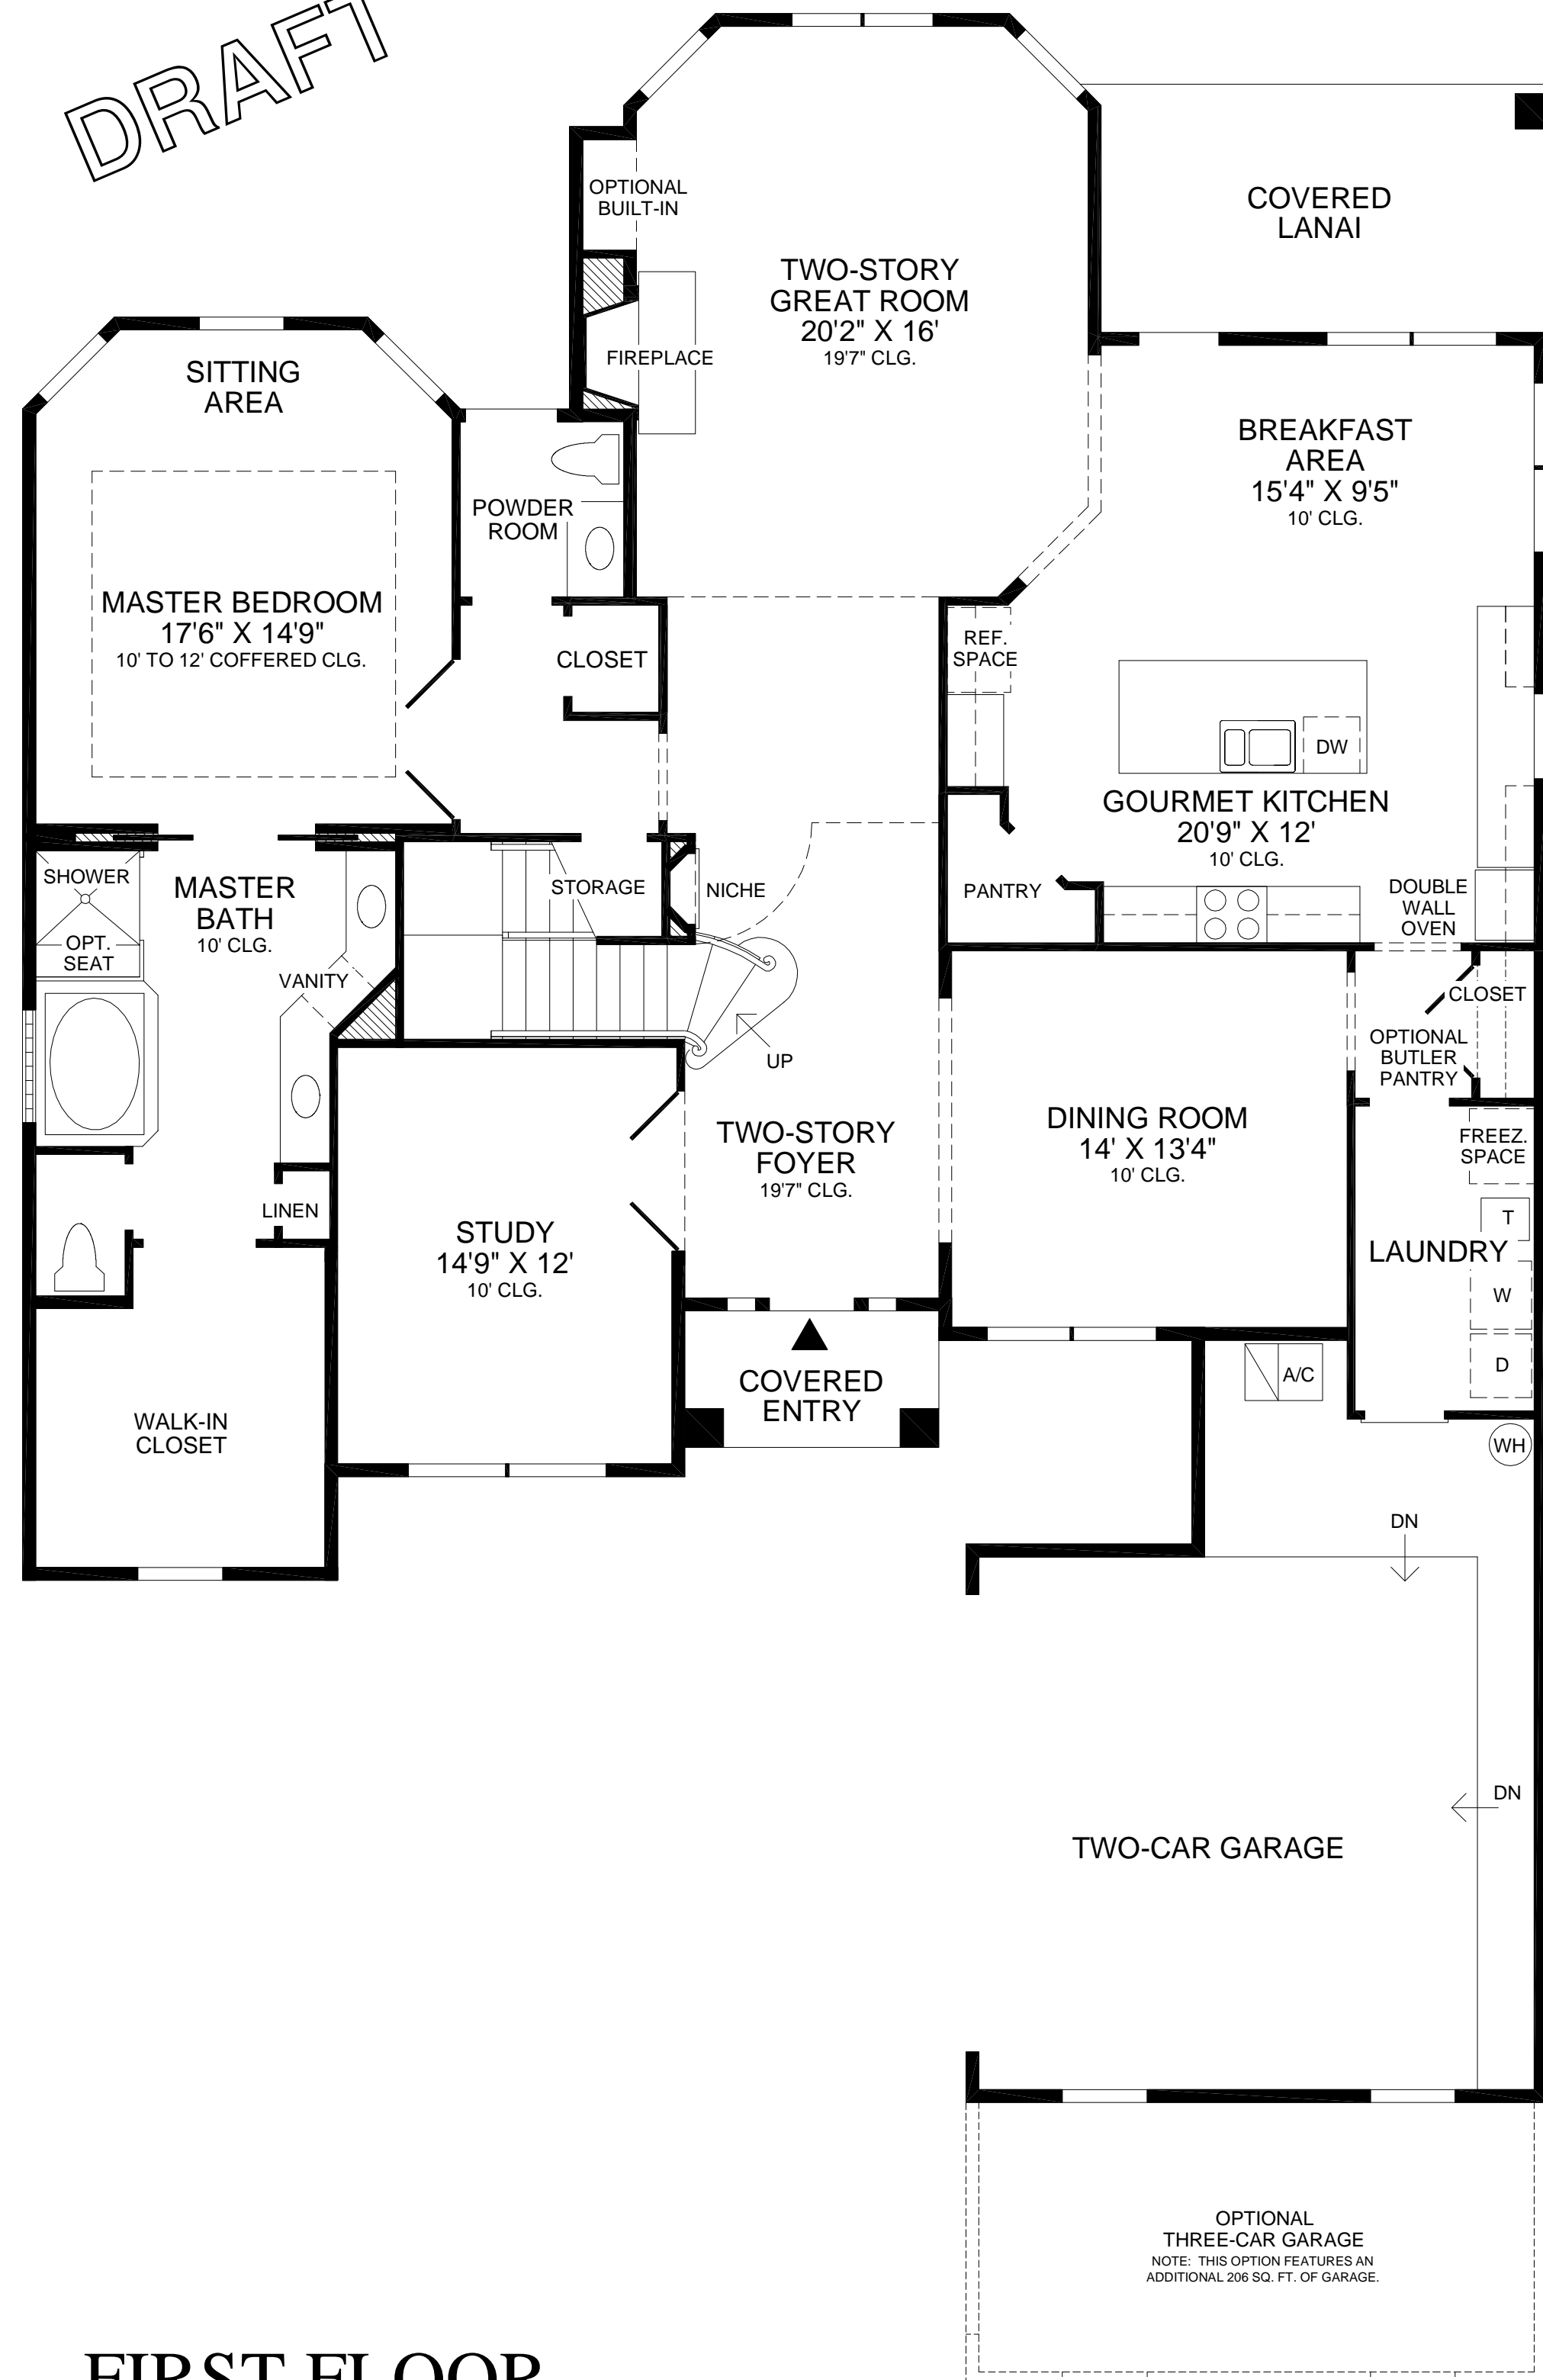 DRAFT
OPTIONAL
BUILT-IN
COVERED
LANAI
TWO-STORY
GREAT ROOM
20'2" X 16'
19'7" CLG.
FIREPLACE
SITTING
AREA
BREAKFAST
AREA
15'4" X 9'5"
10' CLG.
POWDER
ROOM
MASTER BEDROOM
17'6" X 14'9"
10' TO 12' COFFERED CLG.
CLOSET
REF.
SPACE
DW
GOURMET KITCHEN
20'9" X 12'
10' CLG.
SHOWER
OPT.
SEAT
MASTER
BATH
10' CLG.
VANITY
STORAGE
NICHE
PANTRY
DOUBLE
WALL
OVEN
CLOSET
OPTIONAL
BUTLER
PANTRY
UP
TWO-STORY
FOYER
19'7" CLG.
DINING ROOM
14' X 13'4"
10' CLG.
FREEZ.
SPACE
T
LAUNDRY
W
D
LINEN
STUDY
14'9" X 12'
10' CLG.
COVERED
ENTRY
A/C
WH
WALK-IN
CLOSET
DN
DN
TWO-CAR GARAGE
OPTIONAL
THREE-CAR GARAGE
NOTE: THIS OPTION FEATURES AN
ADDITIONAL 206 SQ. FT. OF GARAGE.
FIRST FLOOR